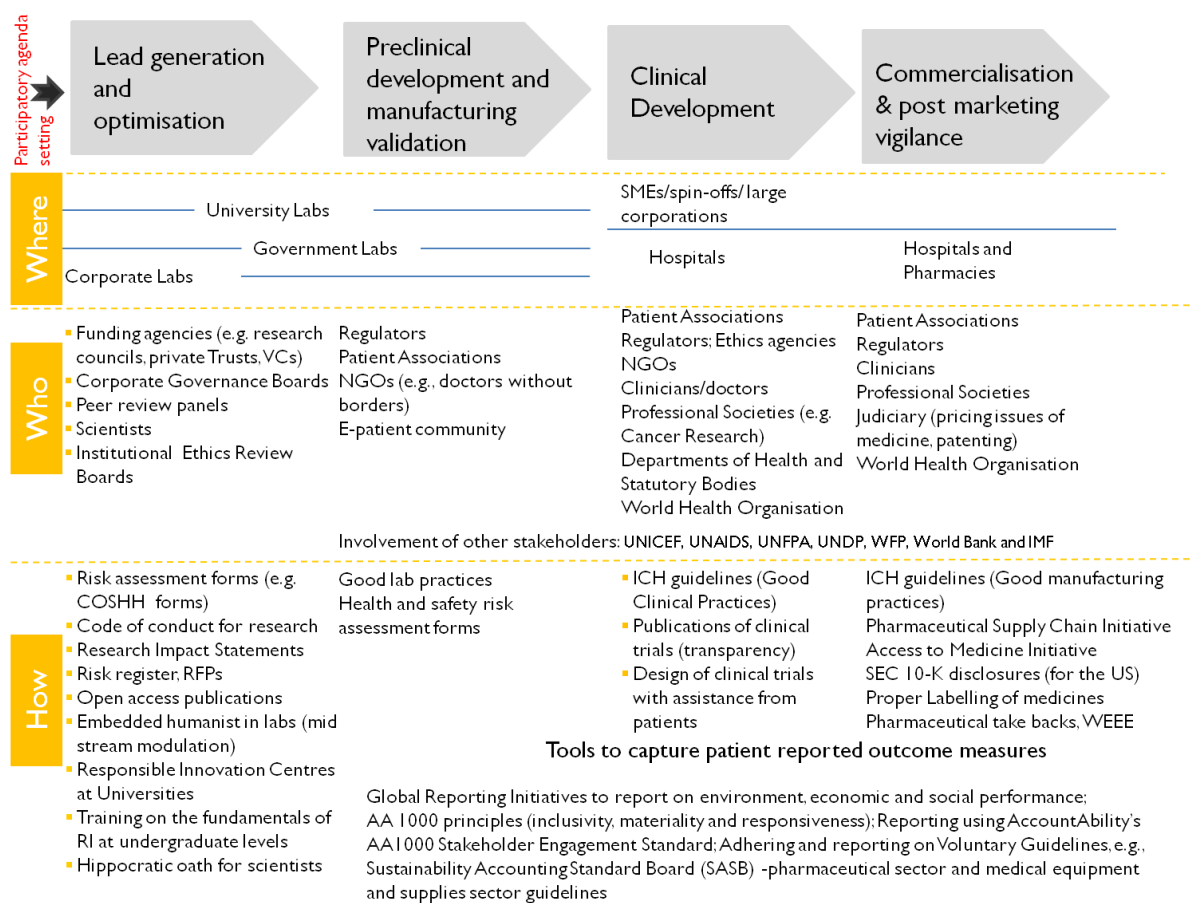 Participatory agenda
setting
Lead generation
and
optimisation
Preclinical
development and
manufacturing
validation
Clinical
Development
Commercialisation
& post marketing
vigilance
Where
University Labs
Government Labs
Corporate Labs
SMEs/spin-offs/ large
corporations
Hospitals
Hospitals and
Pharmacies
Who
Funding agencies (e.g. research
councils, private Trusts, VCs)
Corporate Governance Boards
Peer review panels
Scientists
Institutional Ethics Review
Boards
Regulators
Patient Associations
NGOs (e.g., doctors without
borders)
E-patient community
Patient Associations
Regulators; Ethics agencies
NGOs
Clinicians/doctors
Professional Societies (e.g.
Cancer Research)
Departments of Health and
Statutory Bodies
World Health Organisation
Patient Associations
Regulators
Clinicians
Professional Societies
Judiciary (pricing issues of
medicine, patenting)
World Health Organisation
Involvement of other stakeholders: UNICEF, UNAIDS, UNFPA, UNDP, WFP, World Bank and IMF
How
Risk assessment forms (e.g.
COSHH forms)
Code of conduct for research
Research Impact Statements
Risk register, RFPs
Open access publications
Embedded humanist in labs (mid
stream modulation)
Responsible Innovation Centres
at Universities
Training on the fundamentals of
RI at undergraduate levels
Hippocratic oath for scientists
Good lab practices
Health and safety risk
assessment forms
ICH guidelines (Good
Clinical Practices)
Publications of clinical
trials (transparency)
Design of clinical trials
with assistance from
patients
ICH guidelines (Good manufacturing
practices)
Pharmaceutical Supply Chain Initiative
Access to Medicine Initiative
SEC 10-K disclosures (for the US)
Proper Labelling of medicines
Pharmaceutical take backs, WEEE
Tools to capture patient reported outcome measures
Global Reporting Initiatives to report on environment, economic and social performance;
AA 1000 principles (inclusivity, materiality and responsiveness); Reporting using AccountAbility's
AA1000 Stakeholder Engagement Standard; Adhering and reporting on Voluntary Guidelines, e.g.,
Sustainability Accounting Standard Board (SASB) -pharmaceutical sector and medical equipment
and supplies sector guidelines